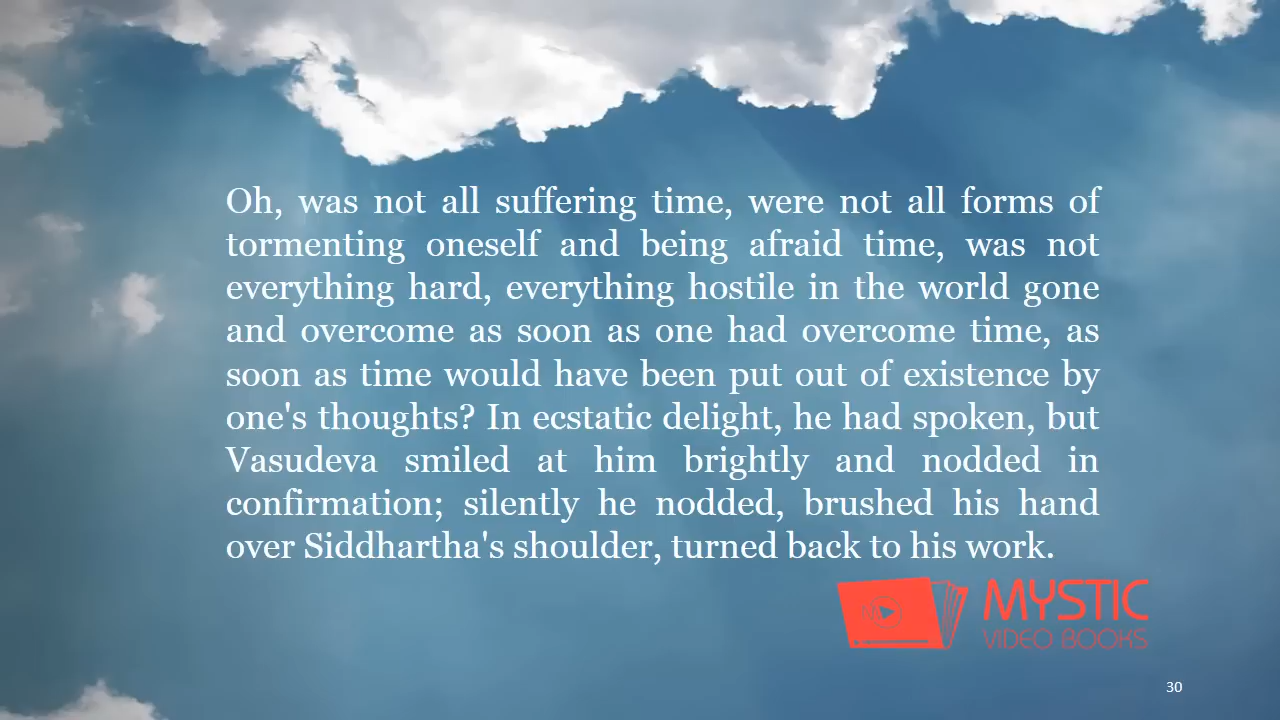 Oh, was not all suffering time, were not all forms of
tormenting oneself and being afraid time, was not
everything hard, everything hostile in the world gone
and overcome as soon as one had overcome time, as
soon as time would have been put out of existence by
one's thoughts? In ecstatic delight, he had spoken, but
Vasudeva smiled at him brightly and nodded in
confirmation; silently he nodded, brushed his hand
over Siddhartha's shoulder, turned back to his work.
MYSTIC
VIDEO BOOKS
30